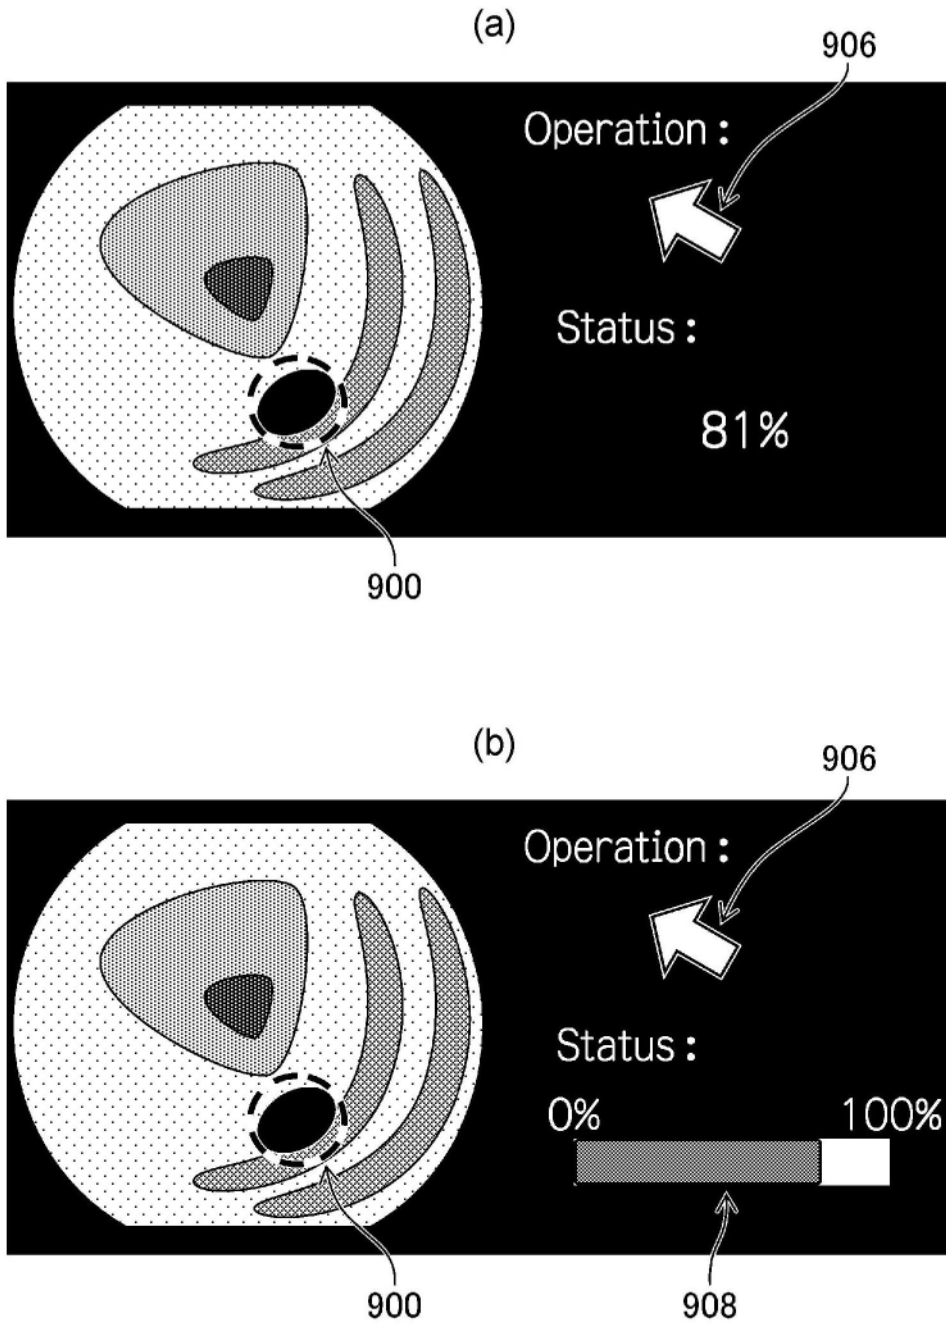 (a)
906
Operation :
Status :
81%
900
(b)
906
Operation :
Status :
0% 100%
900 908